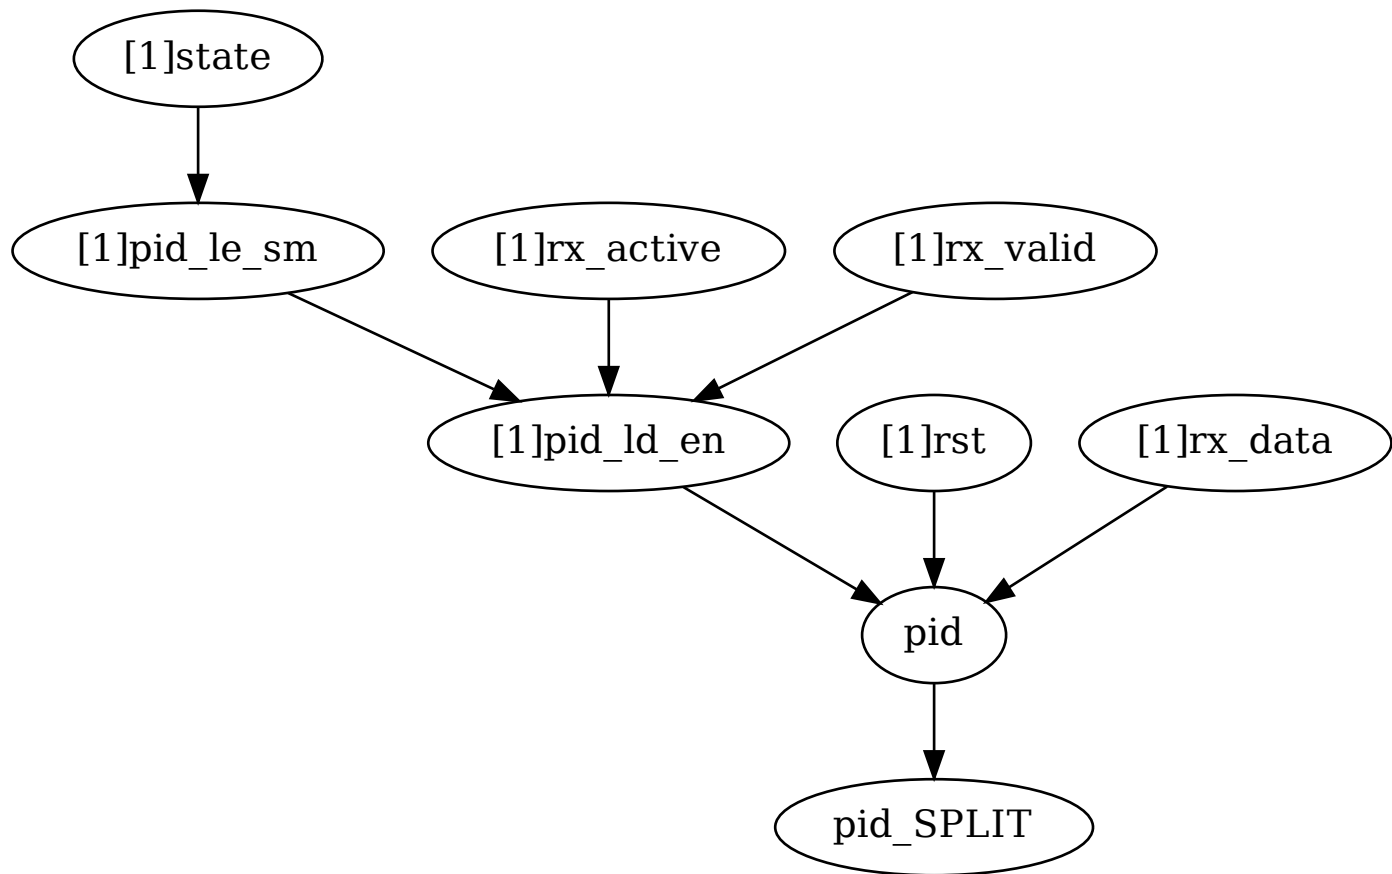 [1]state
[1]pid_le_sm
[1]rx_active
[1]rx_valid
[1]pid_ld_en
[1]rst
[1]rx_data
pid
pid_SPLIT